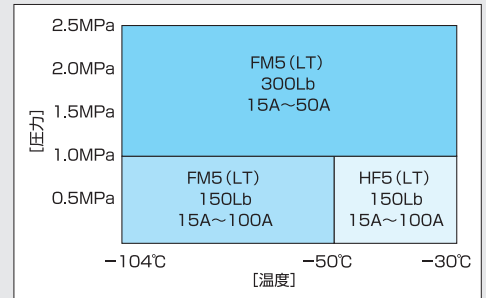 2.5MPa
2.0MPa
1.5MPa
1.0MPa
0.5MPa
[圧力]
FM5(LT)
300Lb
15A～50A
FM5(LT)
150Lb
15A～100A
HF5(LT)
150Lb
15A～100A
−104℃
−50℃
−30℃
[温度]